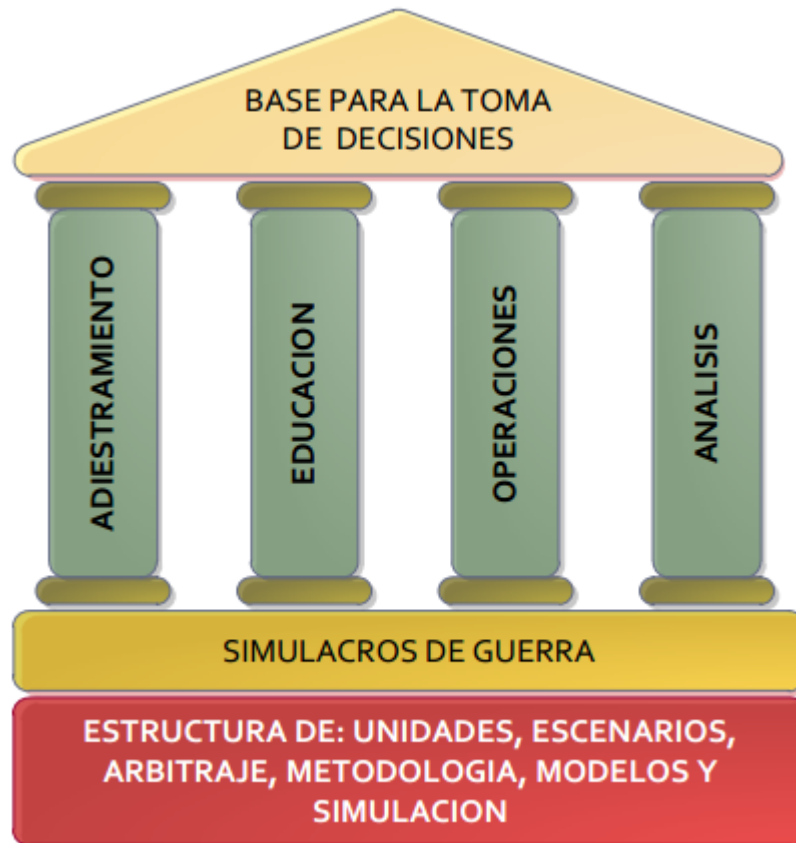 BASE PARA LA TOMA
DE DECISIONES
ADIESTRAMIENTO
EDUCACION
OPERACIONES
ANALISIS
SIMULACROS DE GUERRA
ESTRUCTURA DE: UNIDADES, ESCENARIOS,
ARBITRAJE, METODOLOGIA, MODELOS Y
SIMULACION